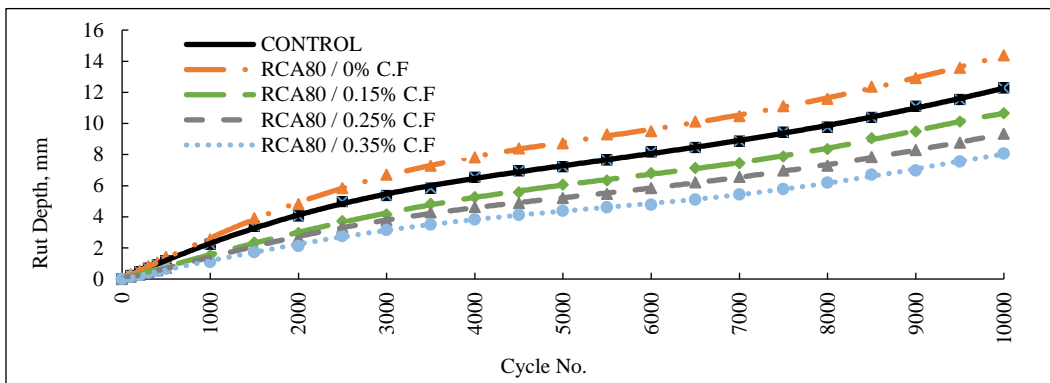 16
14
12
10
8
6
4
2
0
Rut Depth, mm
CONTROL
RCA80 / 0% C.F
RCA80 / 0.15% C.F
RCA80 / 0.25% C.F
RCA80 / 0.35% C.F
0
1000
2000
3000
4000
5000
6000
7000
8000
9000
10000
Cycle No.